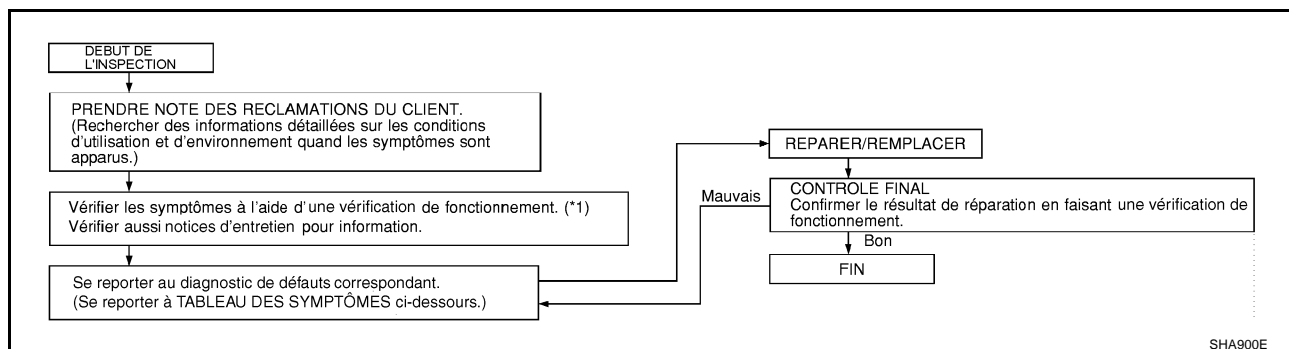 DEBUT DE
L'INSPECTION
PRENDRE NOTE DES RECLAMATIONS DU CLIENT.
(Rechercher des informations détaillées sur les conditions
d'utilisation et d'environnement quand les symptômes sont
apparus.)
Vérifier les symptômes à l'aide d'une vérification de fonctionnement. (*1)
Vérifier aussi notices d'entretien pour information.
Se reporter au diagnostic de défauts correspondant.
(Se reporter à TABLEAU DES SYMPTÔMES ci-dessours.)
REPARER/REMPLACER
Mauvais
CONTROLE FINAL
Confirmer le résultat de réparation en faisant une vérification de
fonctionnement.
Bon
FIN
SHA900E